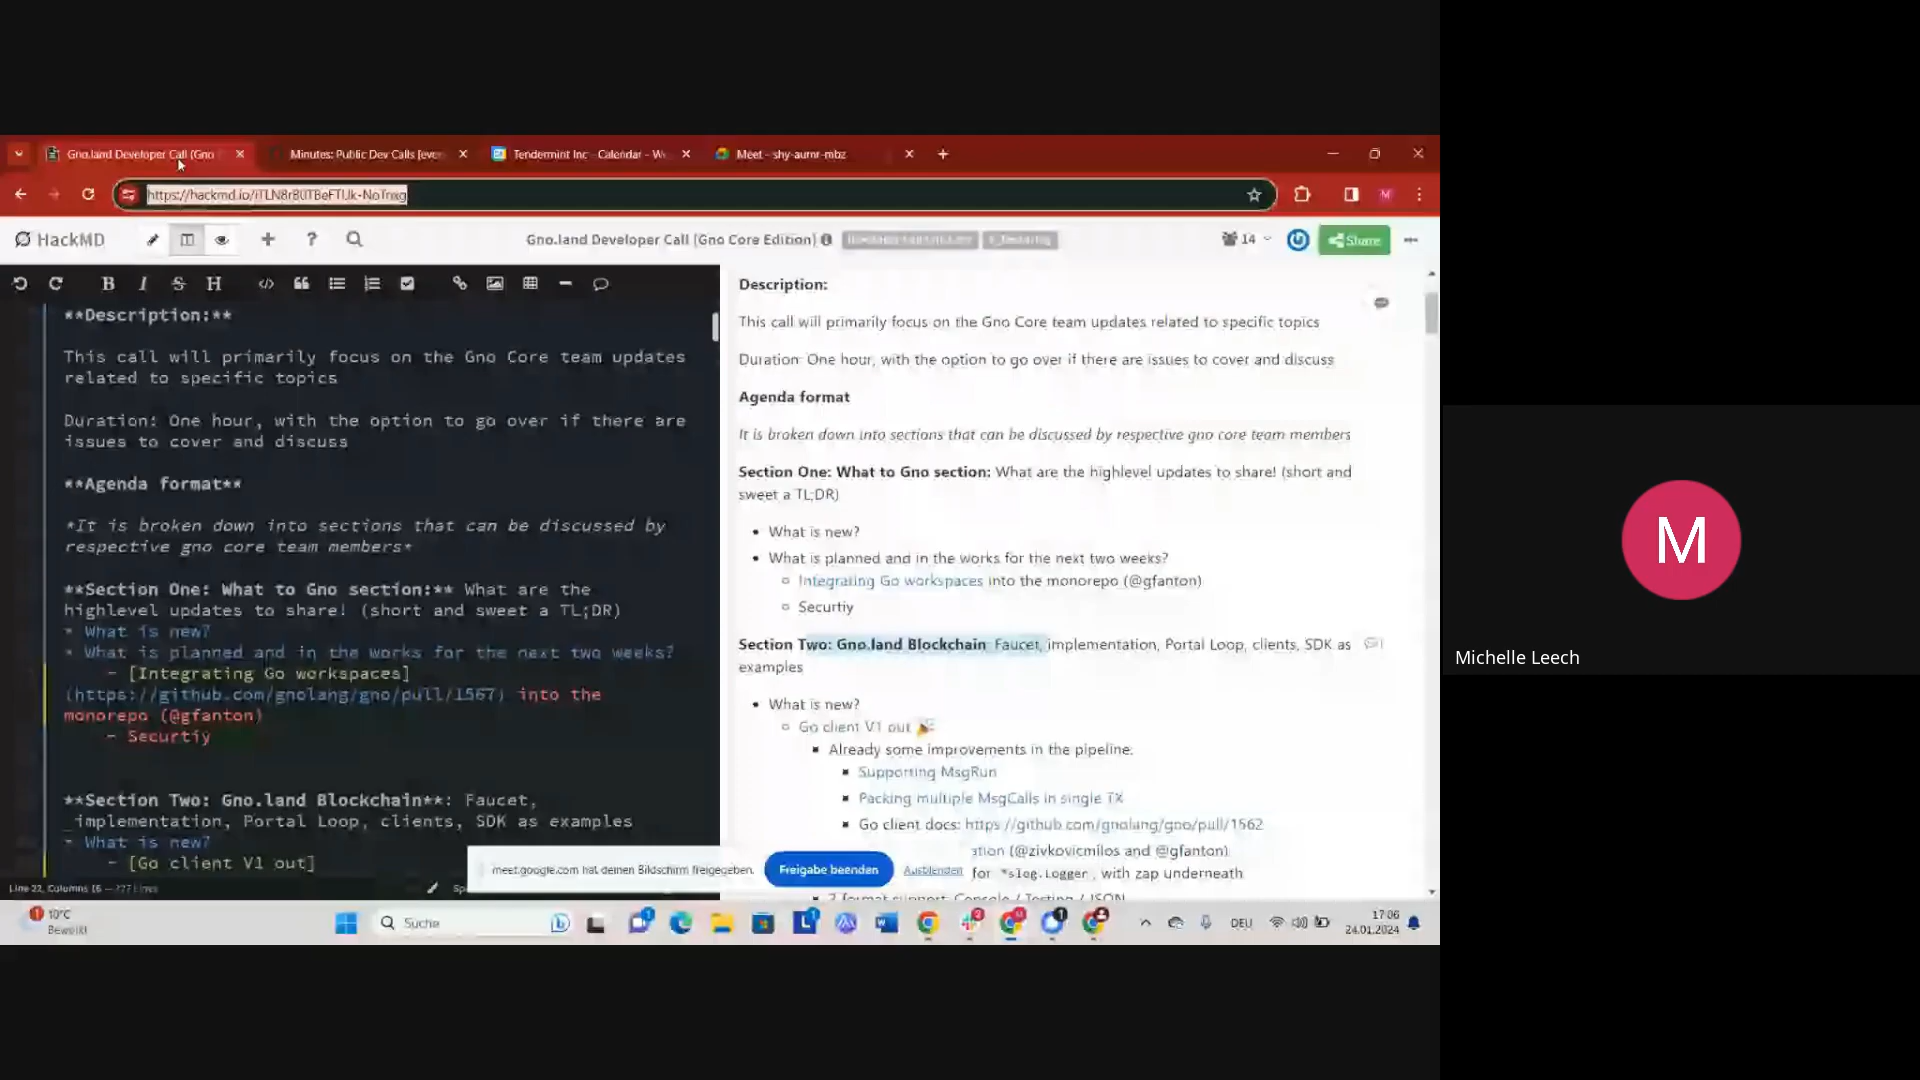 Gno.land Developer Call (Gno
Minutes: Public Dev Calls [eve
Tendermint Inc - Calendar - W
Meet - shy-aumr-mbz
HackMD
Gno.land Developer Call (Gno Core Edition)
14
Share
B I S H
**Description:**
This call will primarily focus on the Gno Core team updates
related to specific topics
Duration: One hour, with the option to go over if there are
issues to cover and discuss
**Agenda format**
*It is broken down into sections that can be discussed by
respective gno core team members*
**Section One: What to Gno section:** What are the
highlevel updates to share! (short and sweet a TL;DR)
* What is new?
* What is planned and in the works for the next two weeks?
- [Integrating Go workspaces]
(https://github.com/gnolang/gno/pull/1567) into the
monorepo (@gfanton)
- Securtiy
**Section Two: Gno.land Blockchain**: Faucet,
implementation, Portal Loop, clients, SDK as examples
- What is new?
- [Go client V1 out]
Description:
This call will primarily focus on the Gno Core team updates related to specific topics
Duration: One hour, with the option to go over if there are issues to cover and discuss
Agenda format
It is broken down into sections that can be discussed by respective gno core team members
Section One: What to Gno section: What are the highlevel updates to share! (short and
sweet a TL;DR)
What is new?
What is planned and in the works for the next two weeks?
Integrating Go workspaces into the monorepo (@gfanton)
Securtiy
Section Two: Gno.land Blockchain: Faucet, implementation, Portal Loop, clients, SDK as
examples
What is new?
Go client V1 out 🎉
Already some improvements in the pipeline:
Supporting MsgRun
Packing multiple MsgCalls in single TX
Go client docs: https://github.com/gnolang/gno/pull/1562
ation (@zivkovicmilos and @gfanton)
for *slog.Logger, with zap underneath
2 format support: Console / Testing / JSON
meet.google.com hat deinen Bildschirm freigegeben.
Freigabe beenden
Ausblenden
10°C
Bewölkt
Suche
DEU
17:06
24.01.2024
M
Michelle Leech